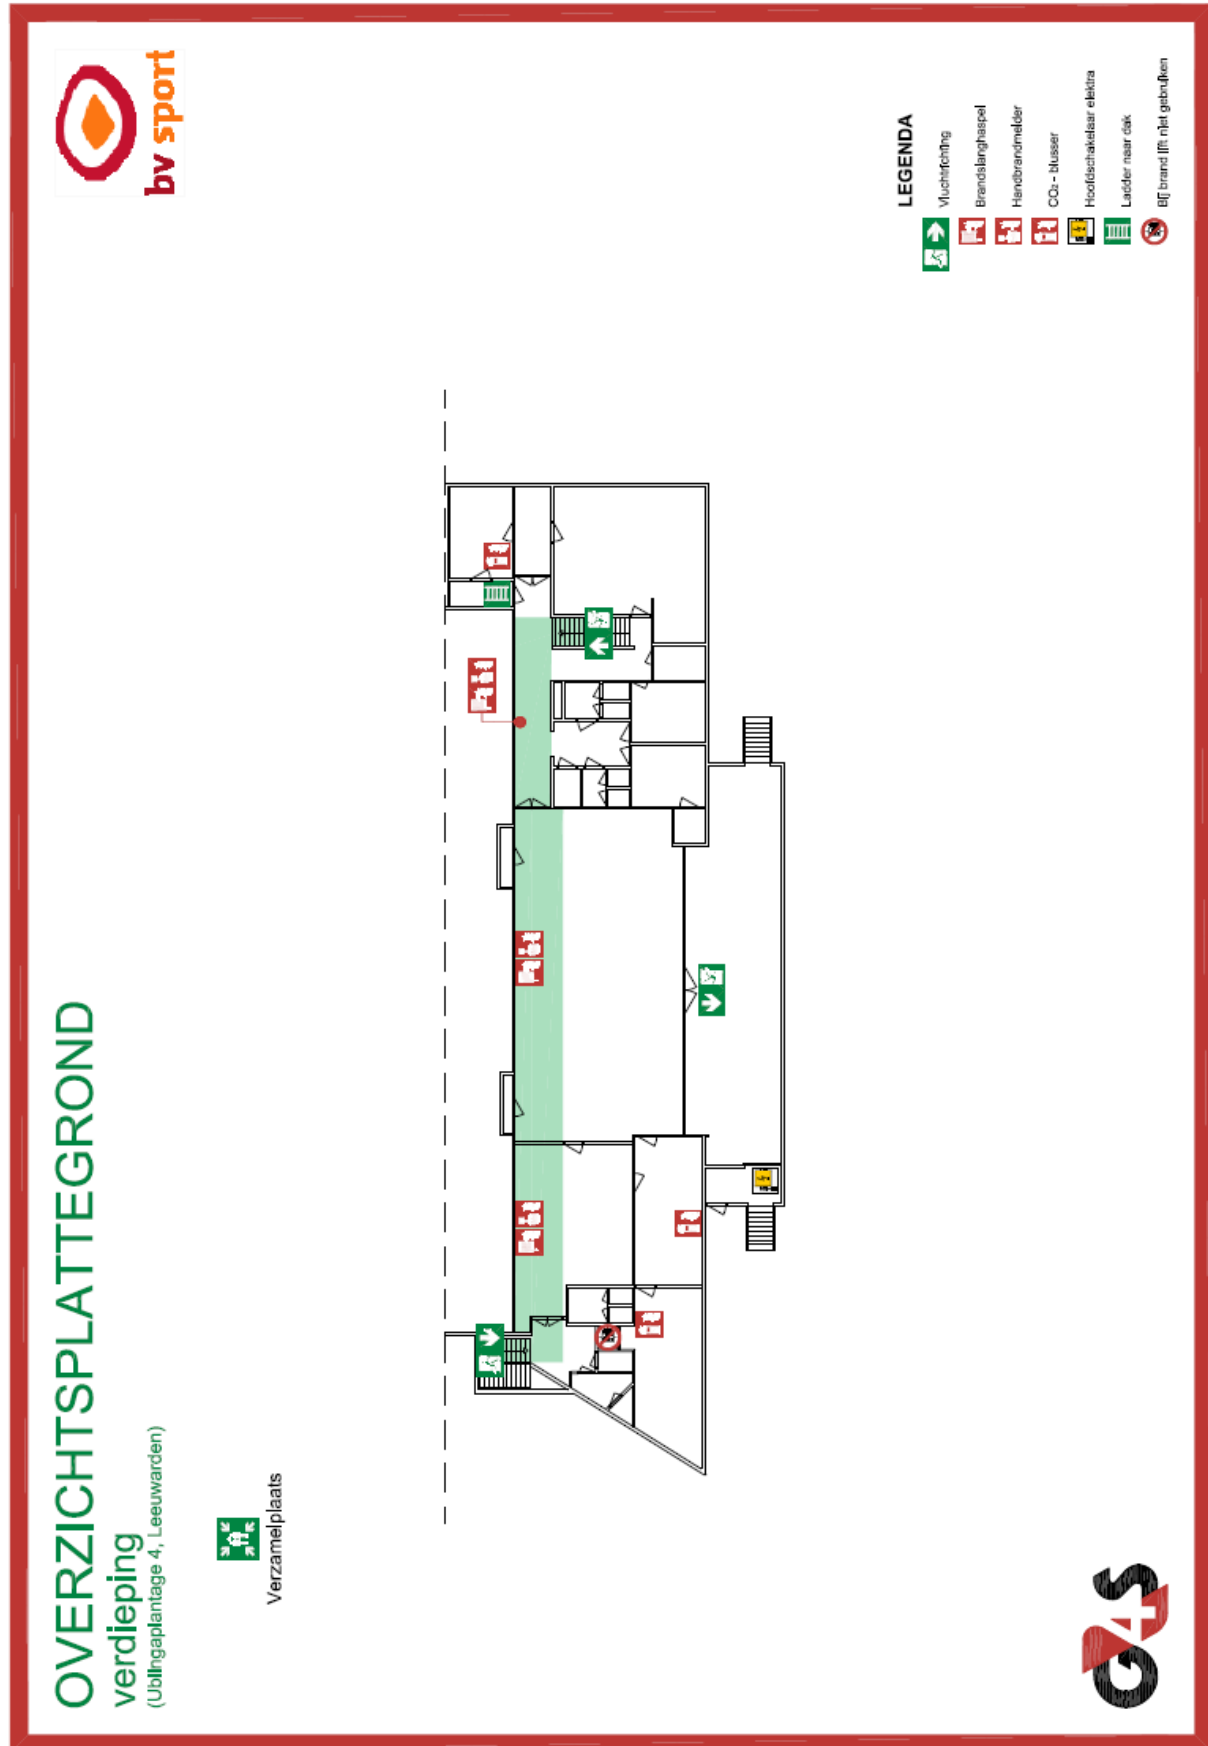 OVERZICHTSPLATTEGROND
verdieping
(Ublingaplantage 4, Leeuwarden)
bv sport
Verzamelplaats
LEGENDA
Vluchtrichting
Brandslanghaspel
Handbrandmelder
CO₂ - blusser
Hoofdschakelaar elektra
Ladder naar dak
Bij brand lift niet gebruiken
G4S